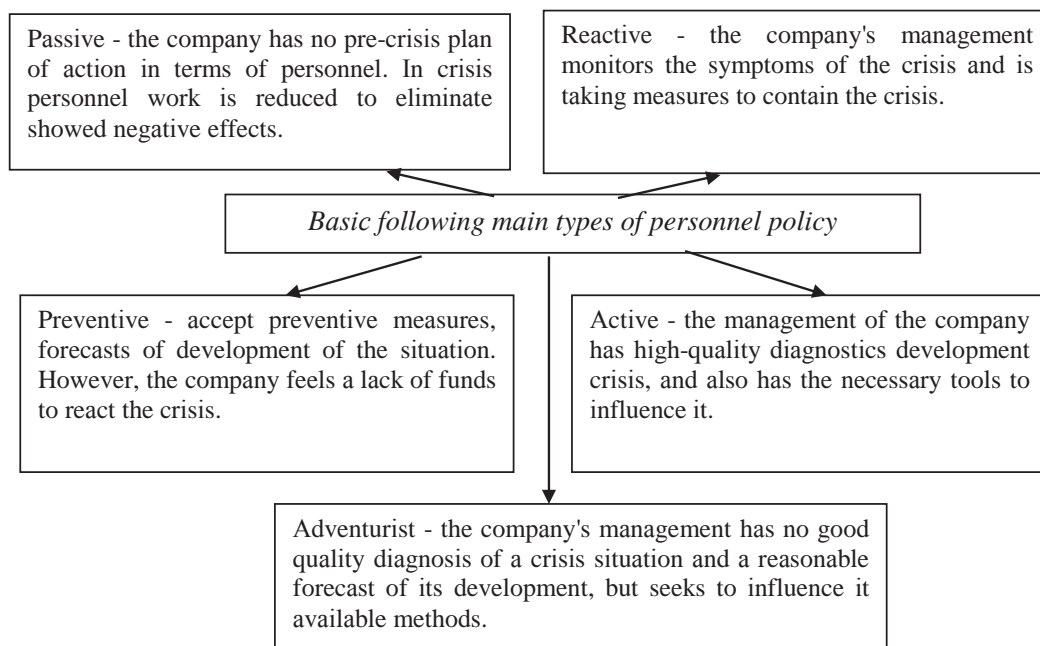 Passive - the company has no pre-crisis plan
of action in terms of personnel. In crisis
personnel work is reduced to eliminate
showed negative effects.
Reactive - the company's management
monitors the symptoms of the crisis and is
taking measures to contain the crisis.
Basic following main types of personnel policy
Preventive - accept preventive measures,
forecasts of development of the situation.
However, the company feels a lack of funds
to react the crisis.
Active - the management of the company
has high-quality diagnostics development
crisis, and also has the necessary tools to
influence it.
Adventurist - the company's management has no good
quality diagnosis of a crisis situation and a reasonable
forecast of its development, but seeks to influence it
available methods.